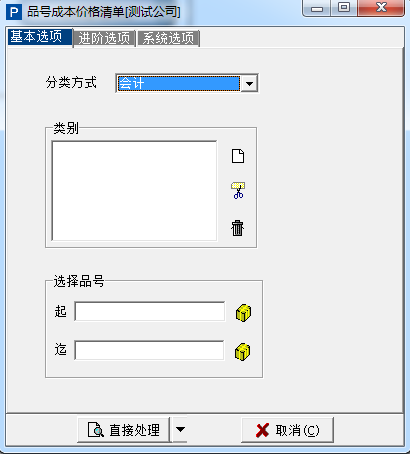 P 品号成本价格清单[测试公司]
基本选项 进阶选项 系统选项
分类方式 会计
类别
选择品号
起
迄
直接处理 取消(C)